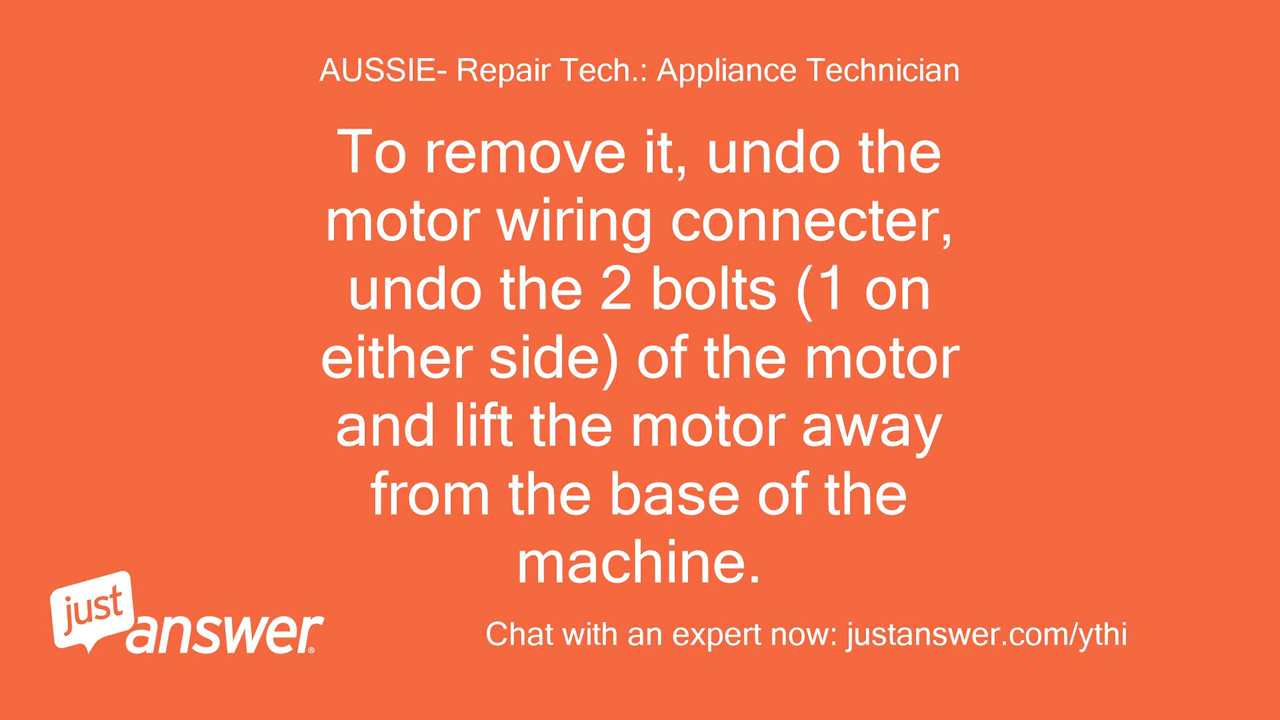 AUSSIE- Repair Tech.: Appliance Technician
To remove it, undo the
motor wiring connecter,
undo the 2 bolts (1 on
either side) of the motor
and lift the motor away
from the base of the
machine.
just
answer®
Chat with an expert now: justanswer.com/ythi